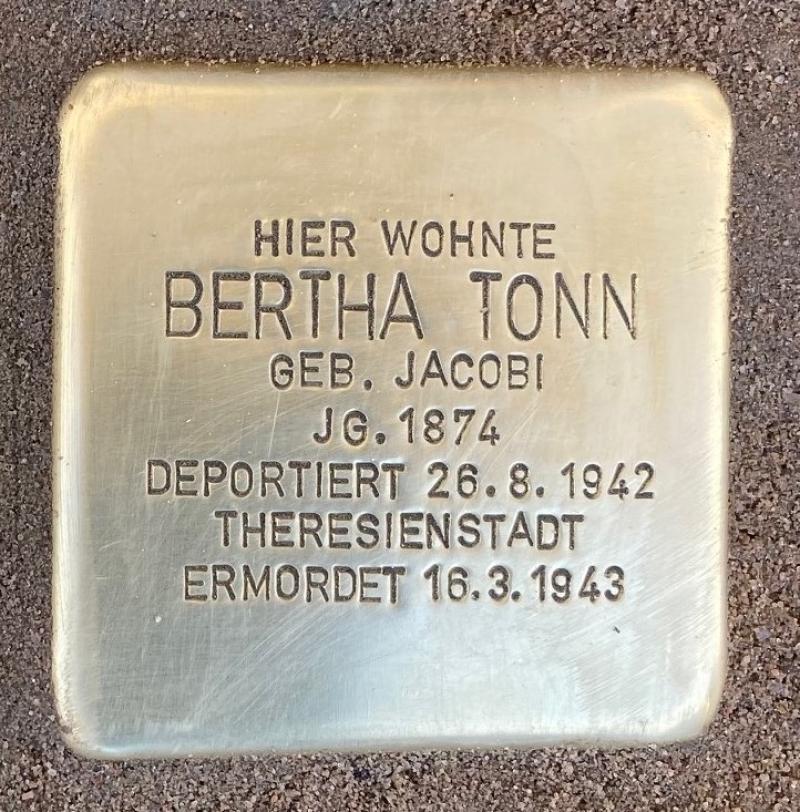 HIER WOHNTE
BERTHA TONN
GEB. JACOBI
JG. 1874
DEPORTIERT 26.8.1942
THERESIENSTADT
ERMORDET 16.3.1943